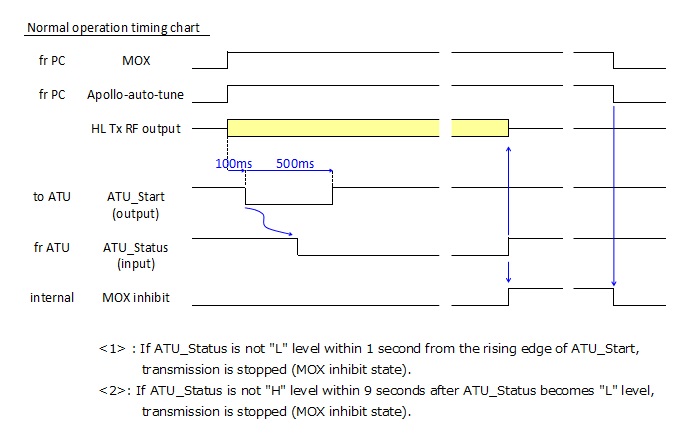 Normal operation timing chart
fr PC MOX
fr PC Apollo-auto-tune
HL Tx RF output
100ms 500ms
to ATU ATU_Start
(output)
fr ATU ATU_Status
(input)
internal MOX inhibit
<1> : If ATU_Status is not "L" level within 1 second from the rising edge of ATU_Start,
transmission is stopped (MOX inhibit state).
<2>: If ATU_Status is not "H" level within 9 seconds after ATU_Status becomes "L" level,
transmission is stopped (MOX inhibit state).